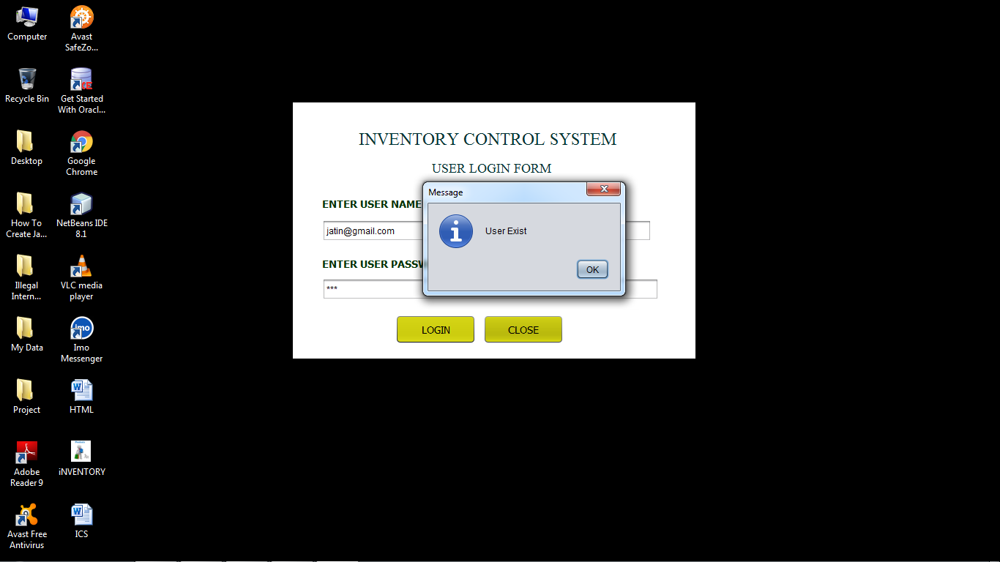 Computer
Avast
SafeZo...
Recycle Bin
Get Started
With Oracl...
Desktop
Google
Chrome
How To
Create Ja...
NetBeans IDE
8.1
Illegal
Intern...
VLC media
player
My Data
imo
Imo
Messenger
Project
HTML
Adobe
Reader 9
iNVENTORY
Avast Free
Antivirus
ICS
INVENTORY CONTROL SYSTEM
USER LOGIN FORM
ENTER USER NAME
jatin@gmail.com
ENTER USER PASSW
***
LOGIN
CLOSE
Message
User Exist
OK